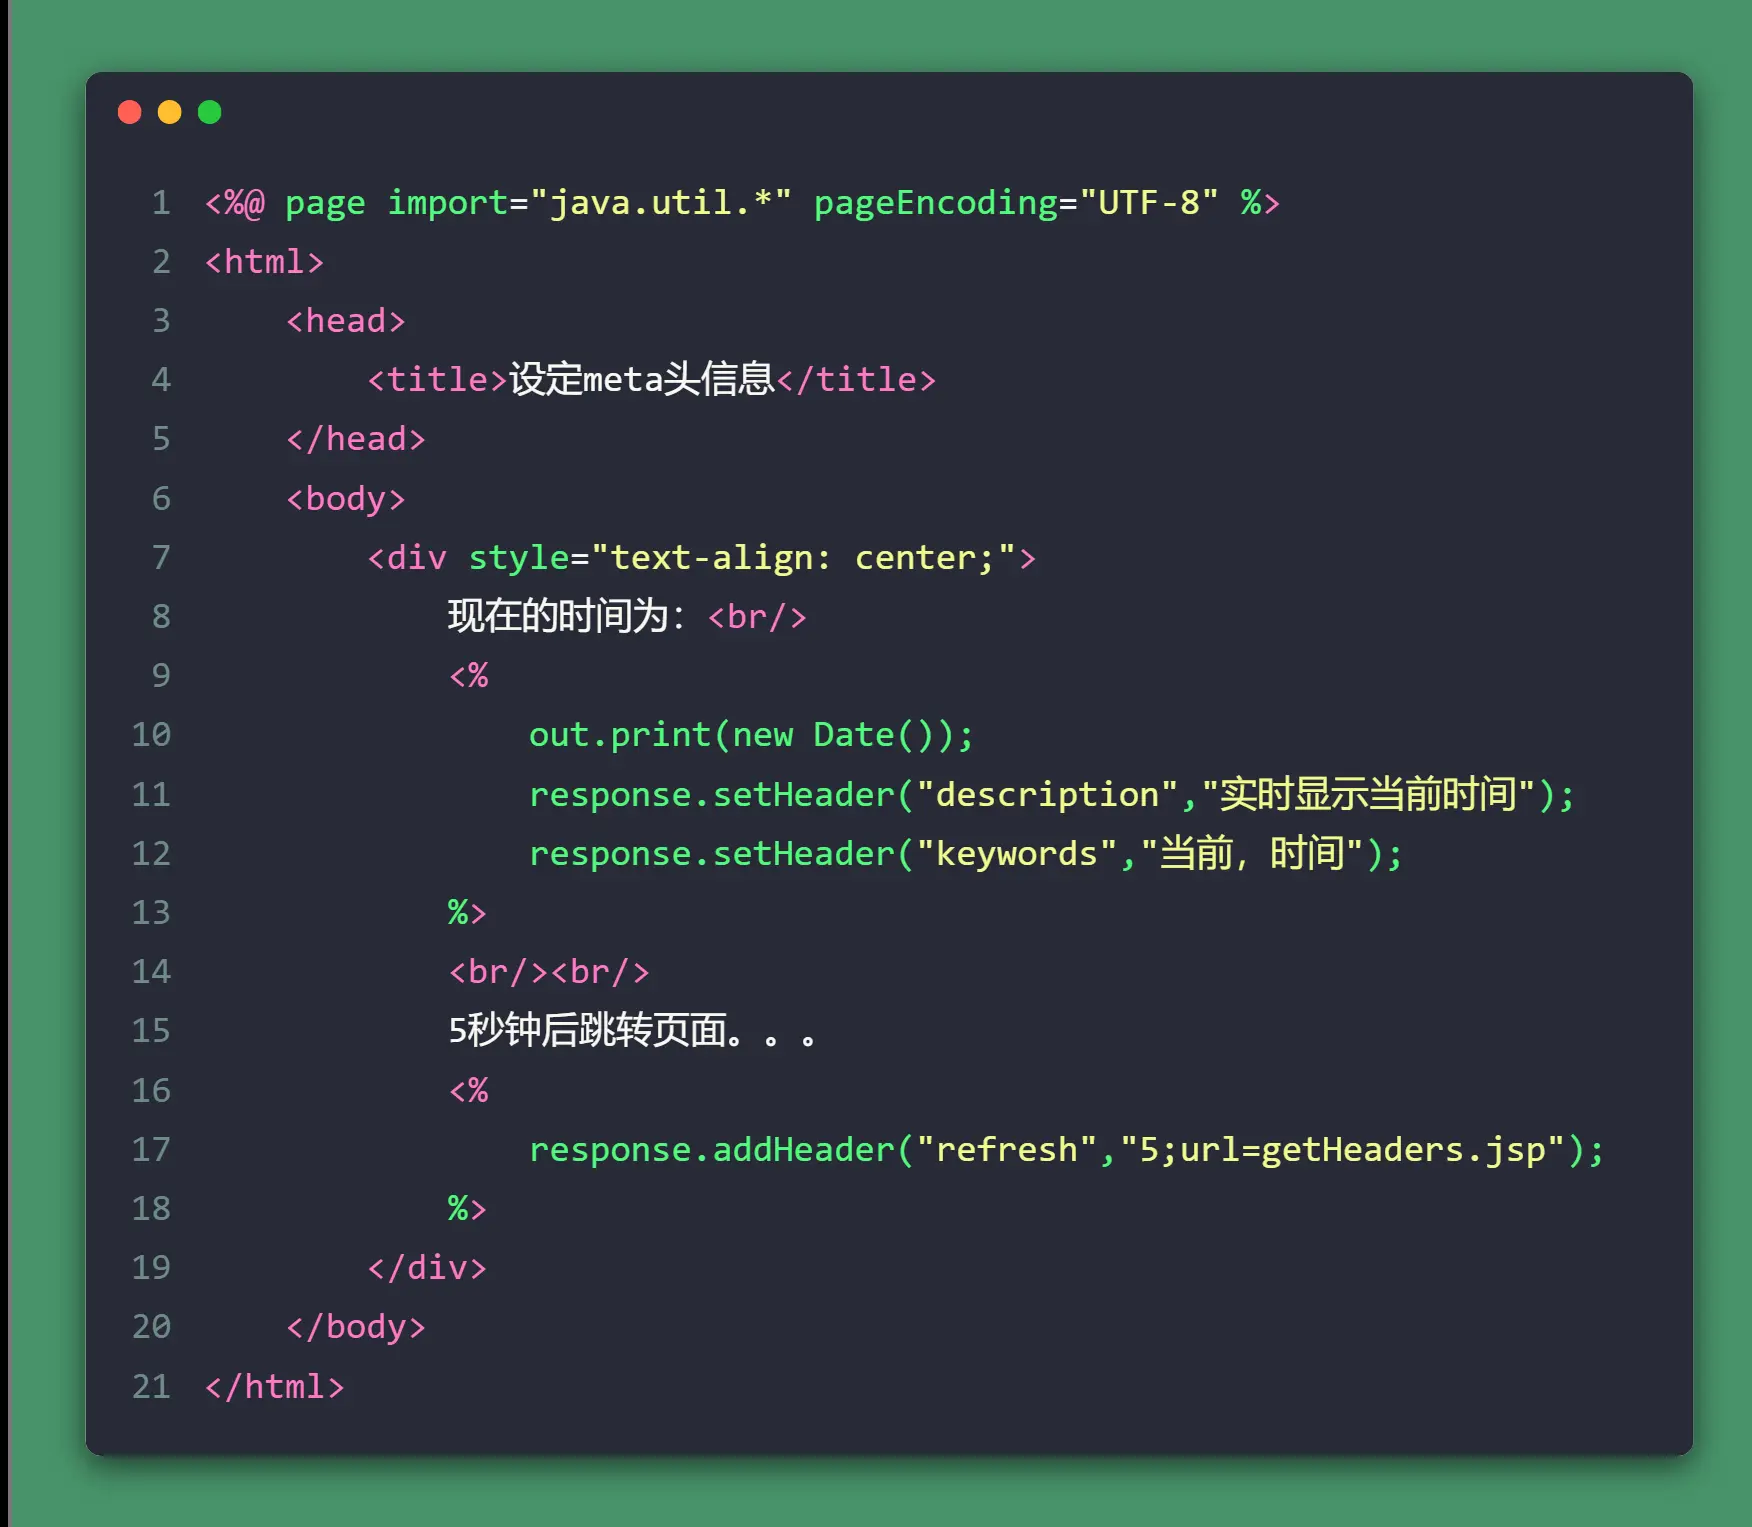 1 <%@ page import="java.util.*" pageEncoding="UTF-8" %>
2 <html>
3     <head>
4         <title>设定meta头信息</title>
5     </head>
6     <body>
7         <div style="text-align: center;">
8             现在的时间为：<br/>
9             <%
10                 out.print(new Date());
11                 response.setHeader("description","实时显示当前时间");
12                 response.setHeader("keywords","当前，时间");
13             %>
14             <br/><br/>
15             5秒钟后跳转页面。。。
16             <%
17                 response.addHeader("refresh","5;url=getHeaders.jsp");
18             %>
19         </div>
20     </body>
21 </html>